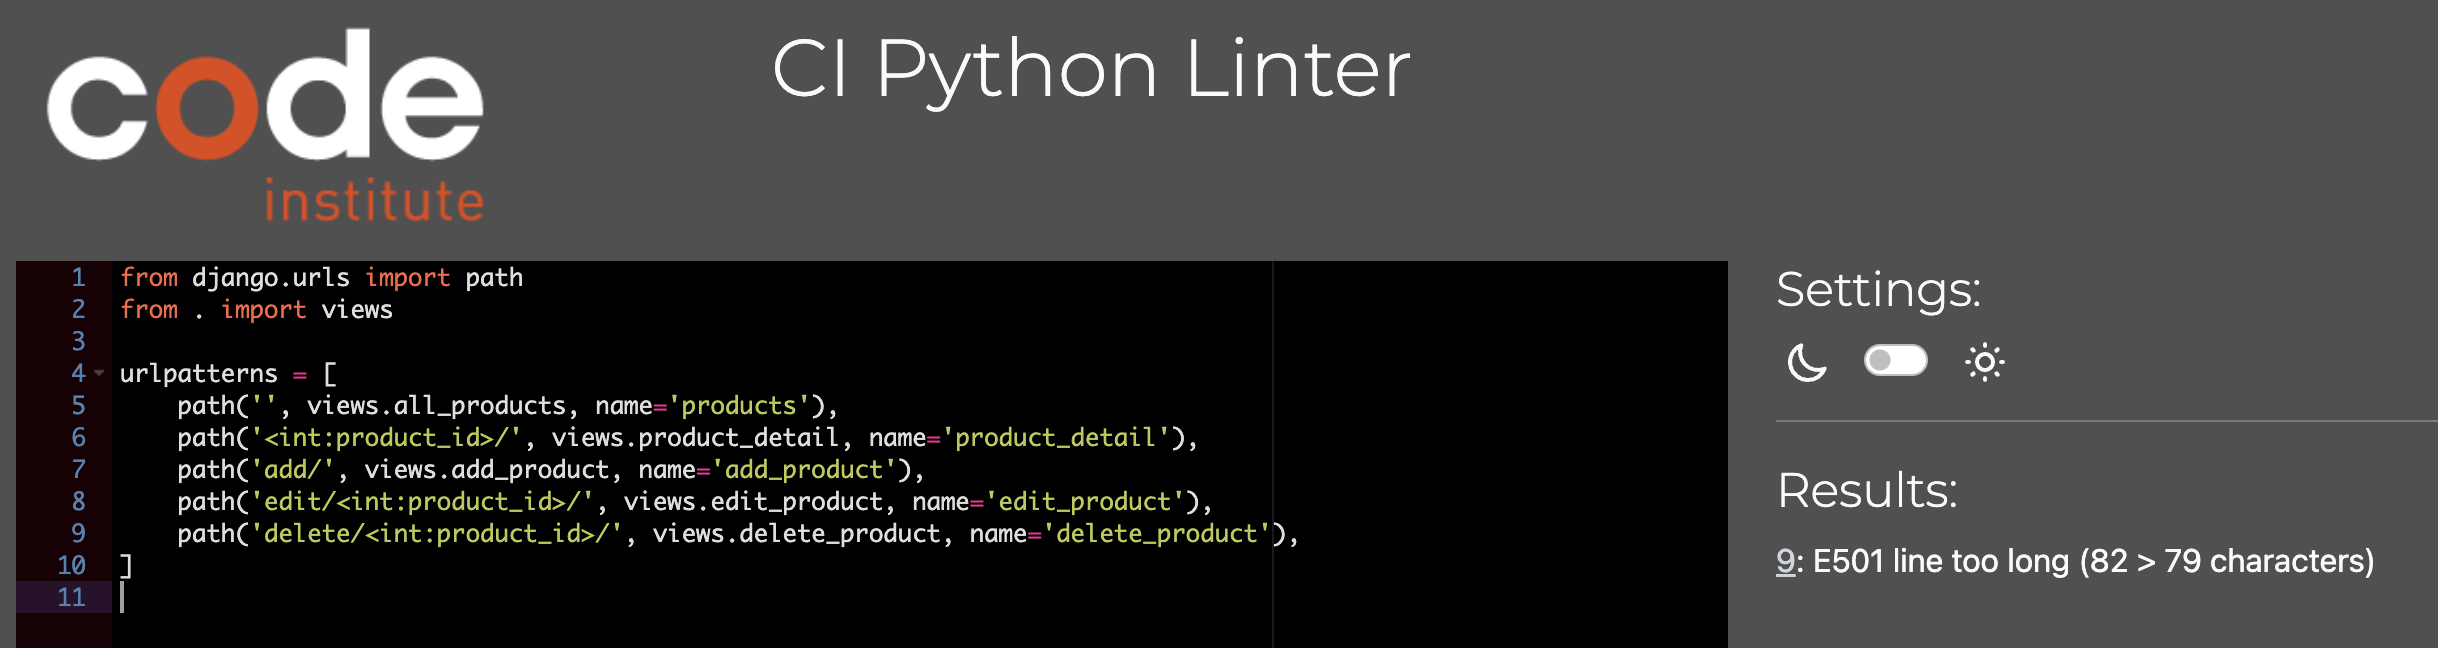 code
institute
CI Python Linter
1 from django.urls import path
2 from . import views
3
4 urlpatterns = [
5     path('', views.all_products, name='products'),
6     path('<int:product_id>/', views.product_detail, name='product_detail'),
7     path('add/', views.add_product, name='add_product'),
8     path('edit/<int:product_id>/', views.edit_product, name='edit_product'),
9     path('delete/<int:product_id>/', views.delete_product, name='delete_product'),
10 ]
11
Settings:
Results:
9: E501 line too long (82 > 79 characters)